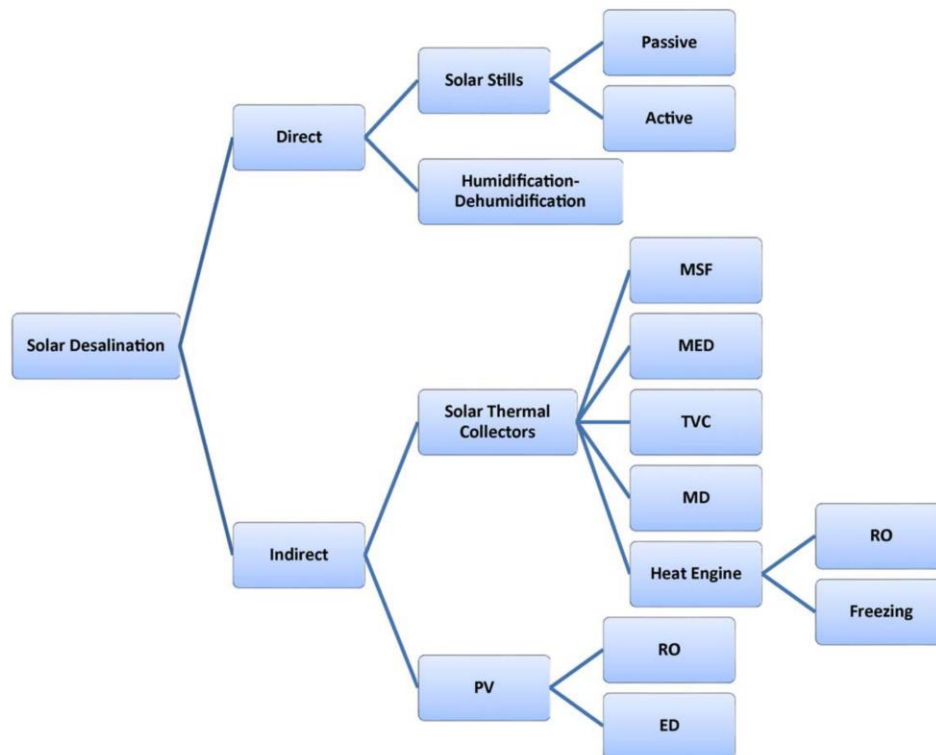 Solar Desalination
Direct
Solar Stills
Passive
Active
Humidification-
Dehumidification
Indirect
Solar Thermal
Collectors
MSF
MED
TVC
MD
Heat Engine
RO
Freezing
PV
RO
ED